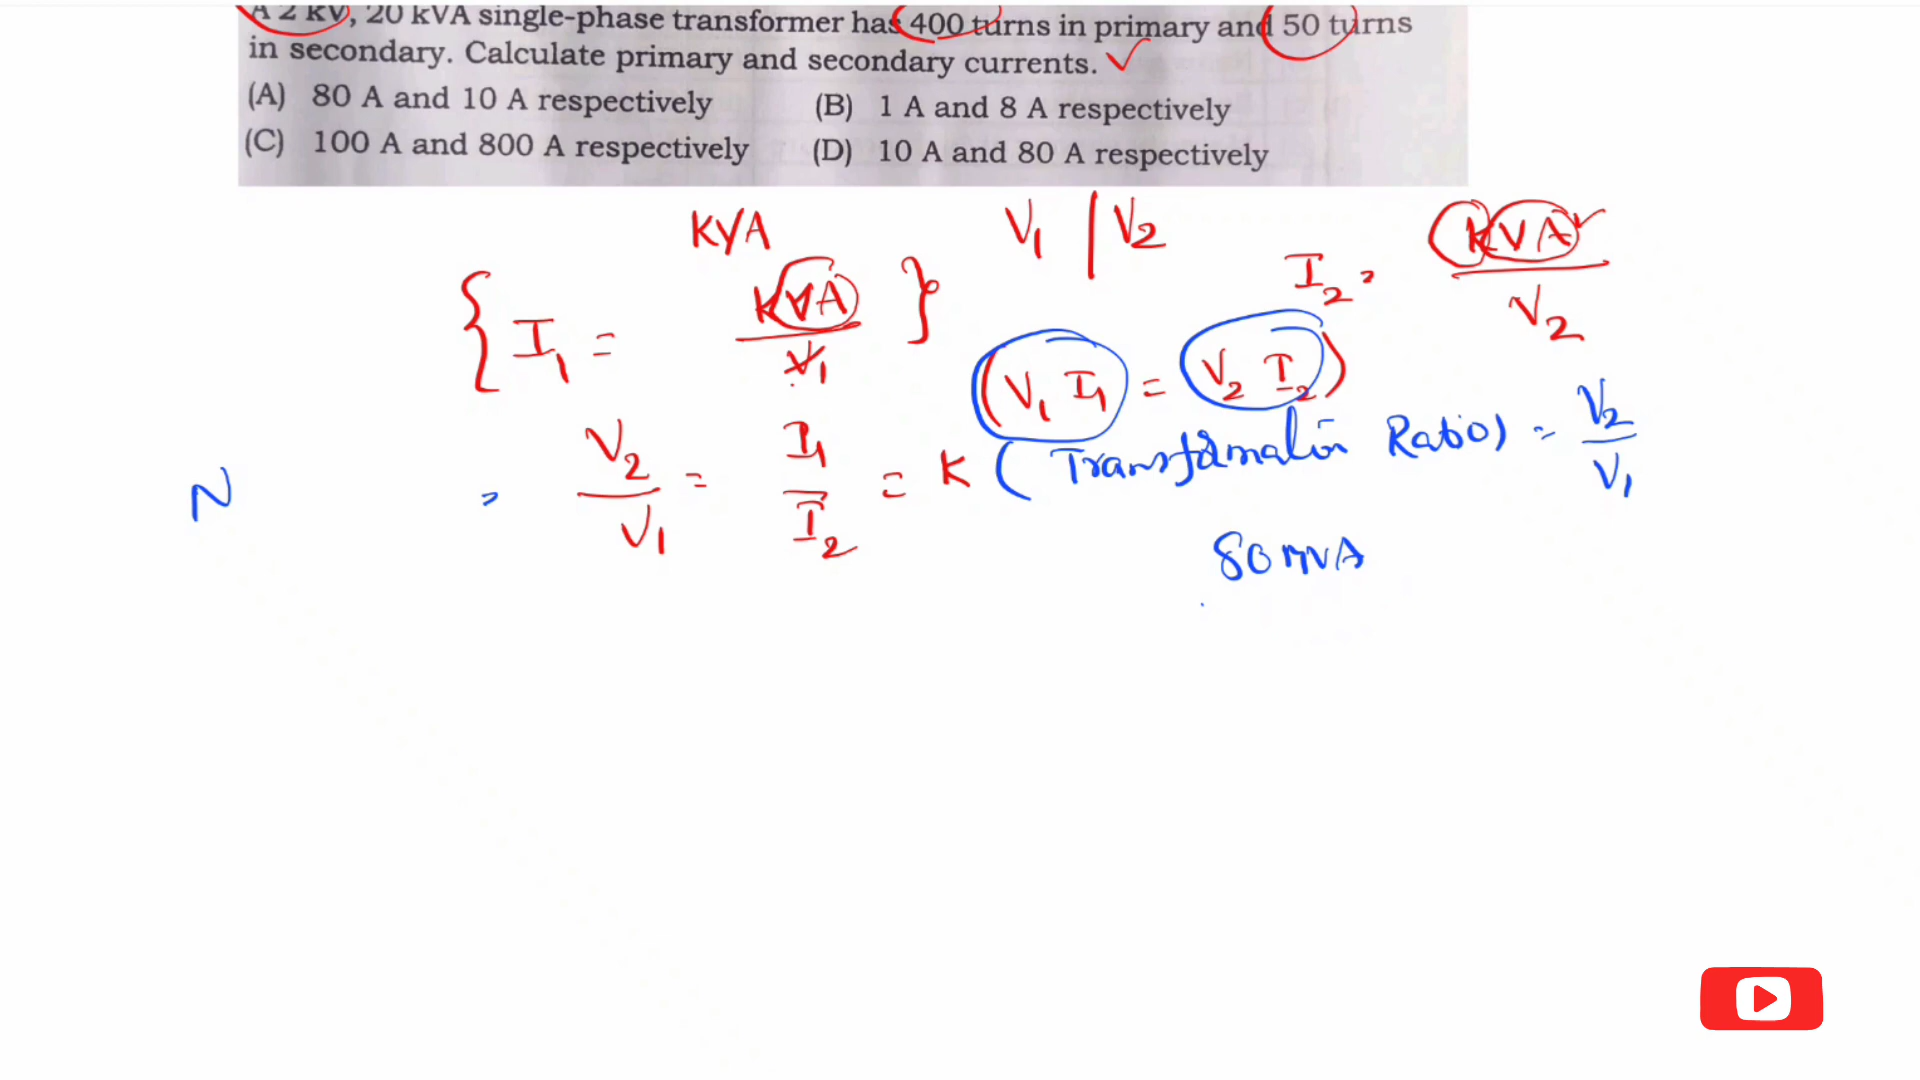 A 2 kV, 20 kVA single-phase transformer has 400 turns in primary and 50 turns
in secondary. Calculate primary and secondary currents. ✓
(A) 80 A and 10 A respectively (B) 1 A and 8 A respectively
(C) 100 A and 800 A respectively (D) 10 A and 80 A respectively
KVA V1 | V2
{ I1 = KVA / V1 } I2 = KVA / V2
(V1 I1 = V2 I2)
N = V2 / V1 = I1 / I2 = K (Transformation Ratio) = V2 / V1
80 MVA